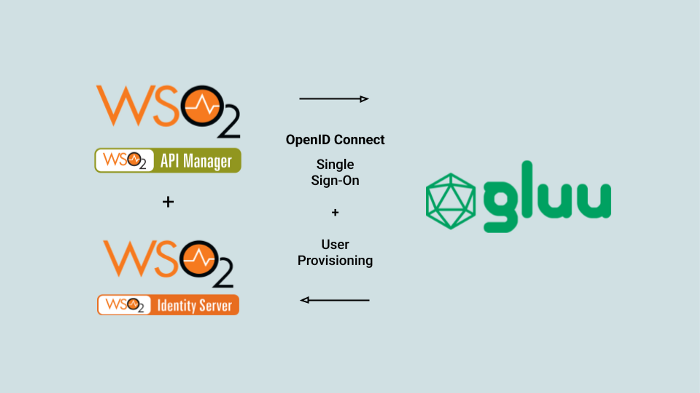 WSO2
WSO2 API Manager
+
WSO2
WSO2 Identity Server
OpenID Connect
Single
Sign-On
+
User
Provisioning
gluu